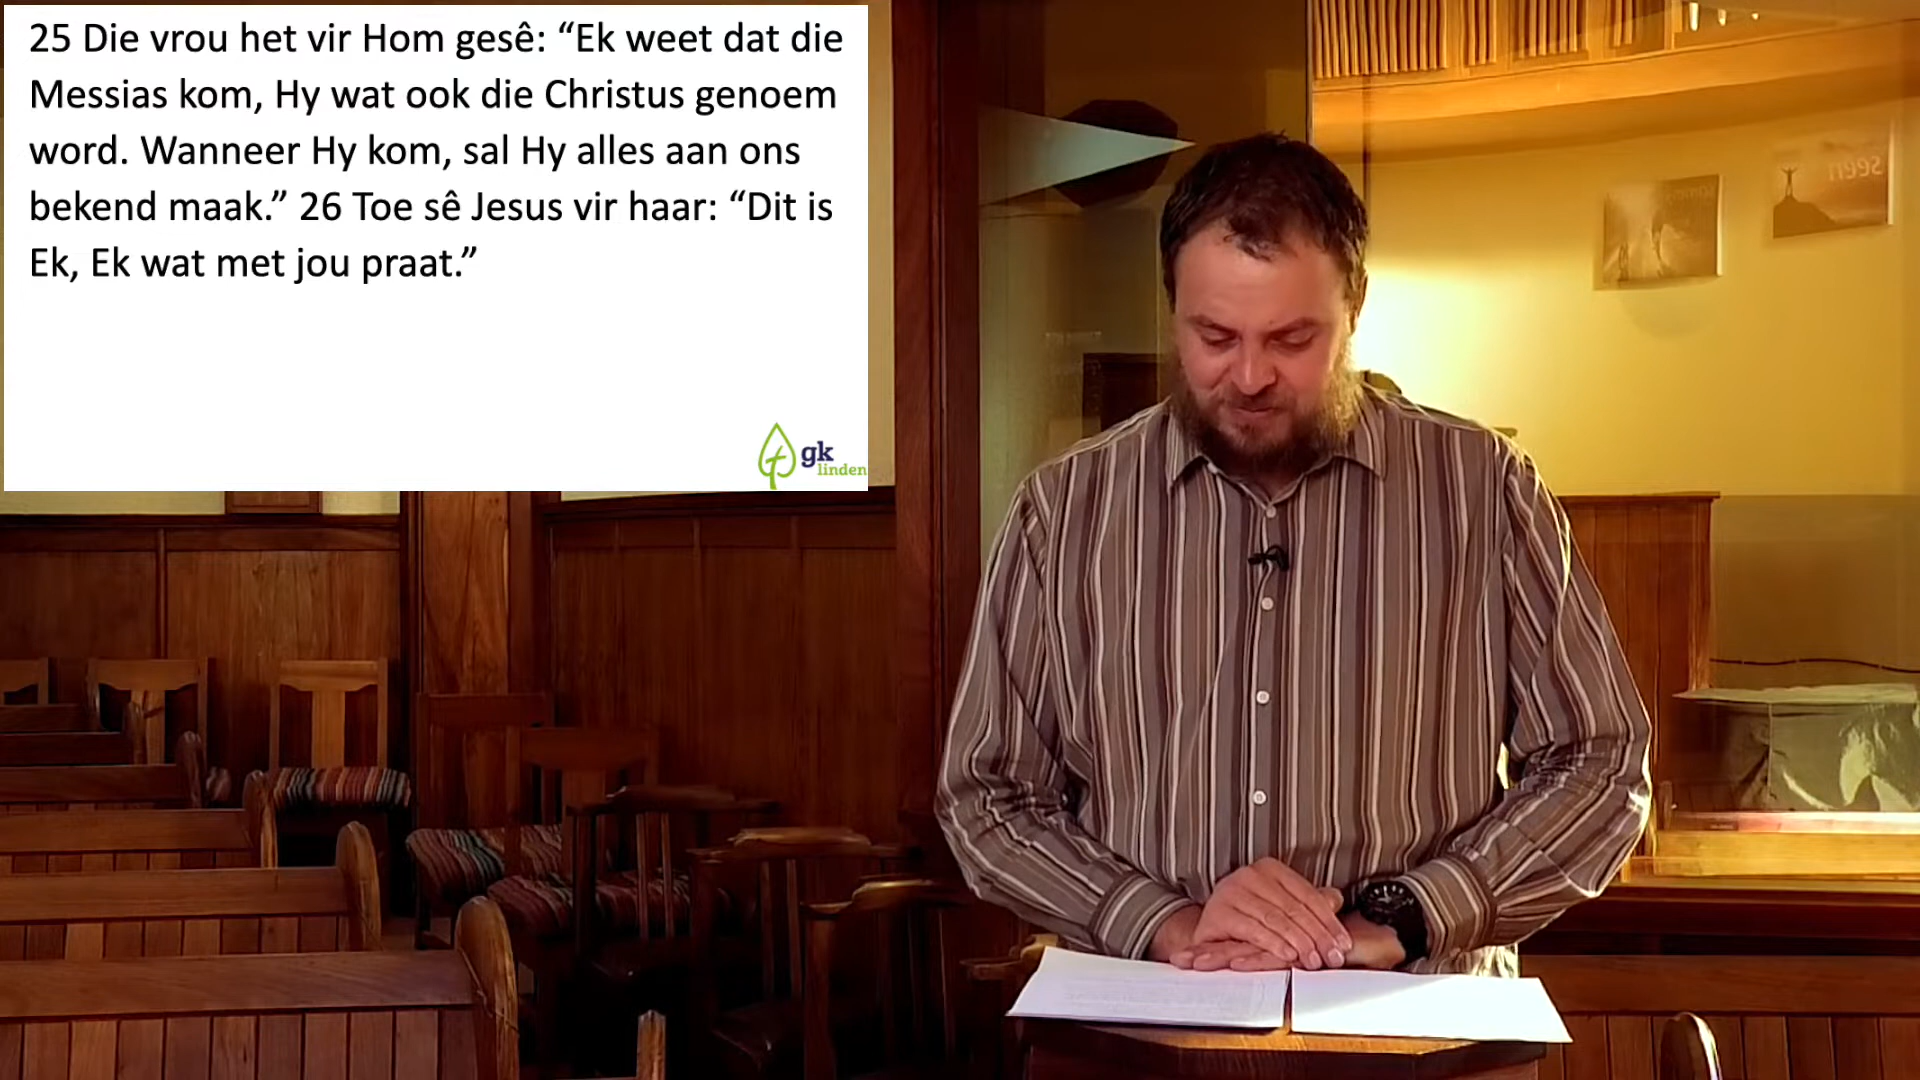 25 Die vrou het vir Hom gesê: “Ek weet dat die
Messias kom, Hy wat ook die Christus genoem
word. Wanneer Hy kom, sal Hy alles aan ons
bekend maak.” 26 Toe sê Jesus vir haar: “Dit is
Ek, Ek wat met jou praat.”
gk
linden
seen